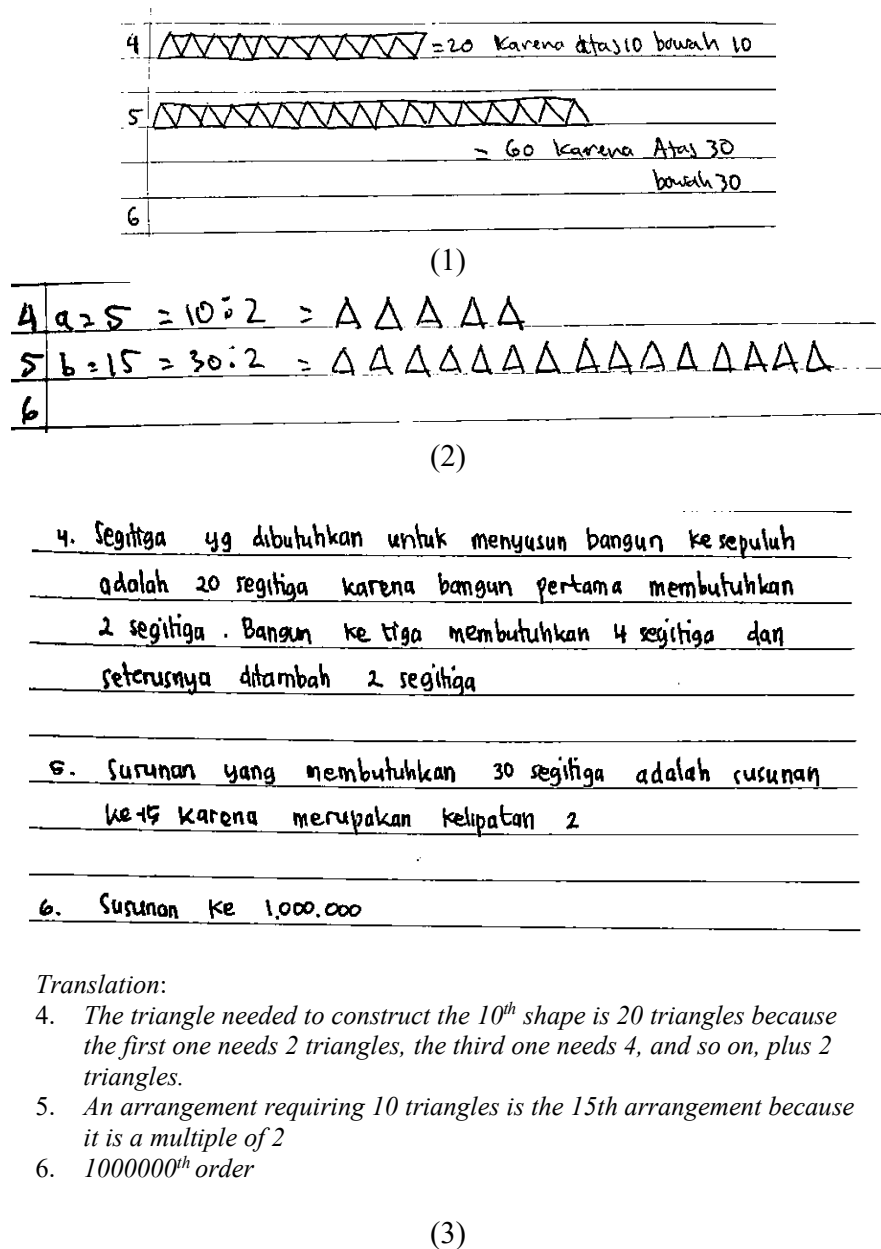 4 = 20 karena atas 10 bawah 10
5
= 60 karena Atas 30
bawah 30
6
(1)
4 a = 5 = 10 : 2 =
5 b = 15 = 30 : 2 =
6
(2)
4. Segitiga yg dibutuhkan untuk menyusun bangun ke sepuluh
adalah 20 segitiga karena bangun pertama membutuhkan
2 segitiga. Bangun ke tiga membutuhkan 4 segitiga dan
seterusnya ditambah 2 segitiga
5. Susunan yang membutuhkan 30 segitiga adalah susunan
ke-15 karena merupakan kelipatan 2
6. Susunan ke 1.000.000
Translation:
4. The triangle needed to construct the 10th shape is 20 triangles because
the first one needs 2 triangles, the third one needs 4, and so on, plus 2
triangles.
5. An arrangement requiring 10 triangles is the 15th arrangement because
it is a multiple of 2
6. 1000000th order
(3)